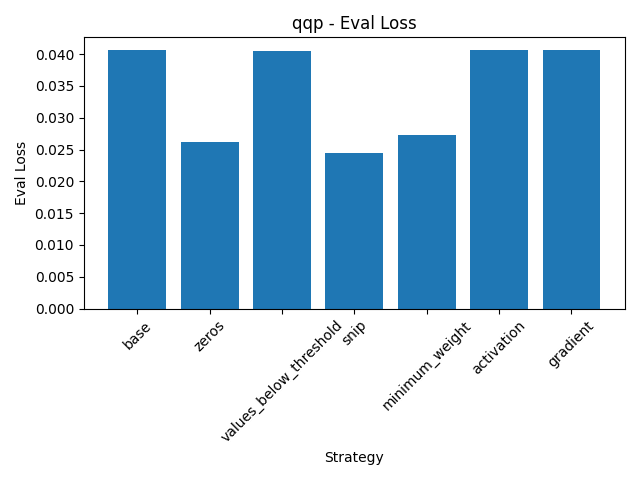 qqp - Eval Loss
Eval Loss
0.040
0.035
0.030
0.025
0.020
0.015
0.010
0.005
0.000
base
zeros
values_below_threshold
snip
minimum_weight
activation
gradient
Strategy